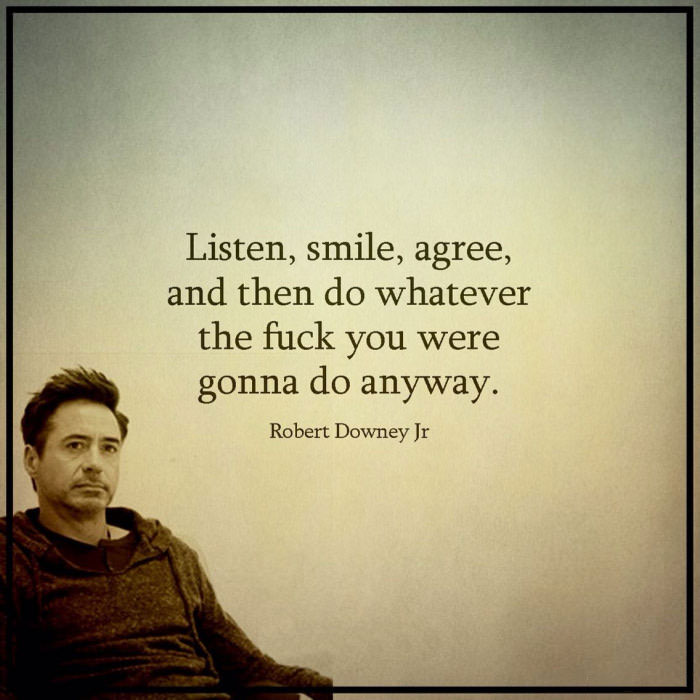 Listen, smile, agree,
and then do whatever
the fuck you were
gonna do anyway.
Robert Downey Jr